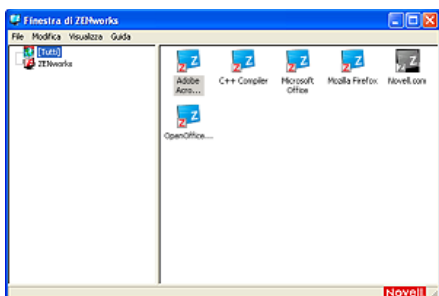 Finestra di ZENworks
File Modifica Visualizza Guida
[Tutti]
ZENworks
Adobe Acro...
C++ Compiler
Microsoft Office
Mozilla Firefox
Novell.com
OpenOffice....
Novell